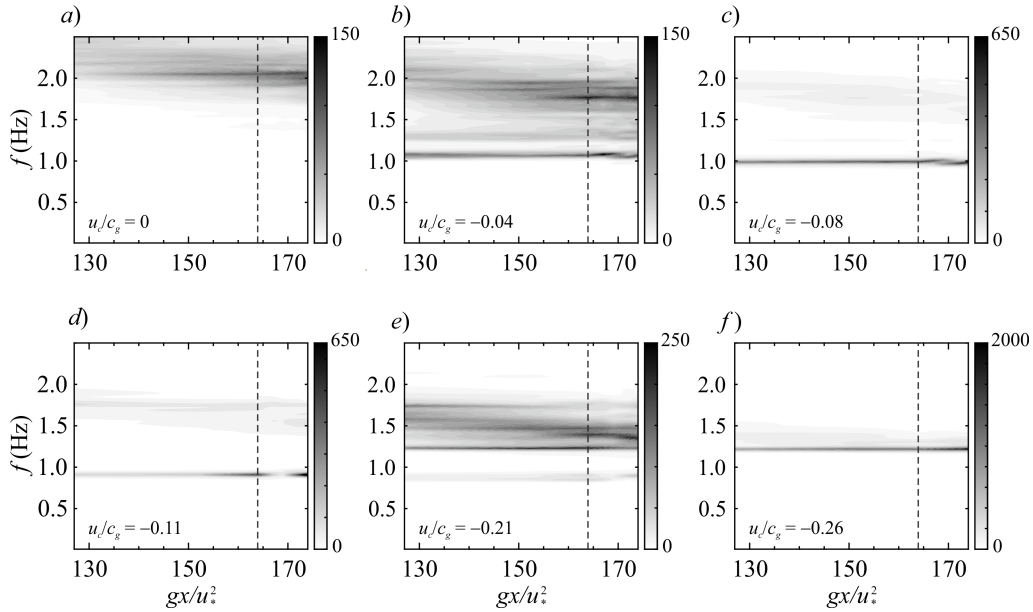 a) b) c)
150 150 650
2.0 2.0 2.0
1.5 1.5 1.5
f (Hz)
1.0 1.0 1.0
0.5 0.5 0.5
u_c/c_g = 0 u_c/c_g = −0.04 u_c/c_g = −0.08
0 0 0
130 150 170 130 150 170 130 150 170
d) e) f)
650 250 2000
2.0 2.0 2.0
1.5 1.5 1.5
f (Hz)
1.0 1.0 1.0
0.5 0.5 0.5
u_c/c_g = −0.11 u_c/c_g = −0.21 u_c/c_g = −0.26
0 0 0
130 150 170 130 150 170 130 150 170
gx/u_*^2 gx/u_*^2 gx/u_*^2